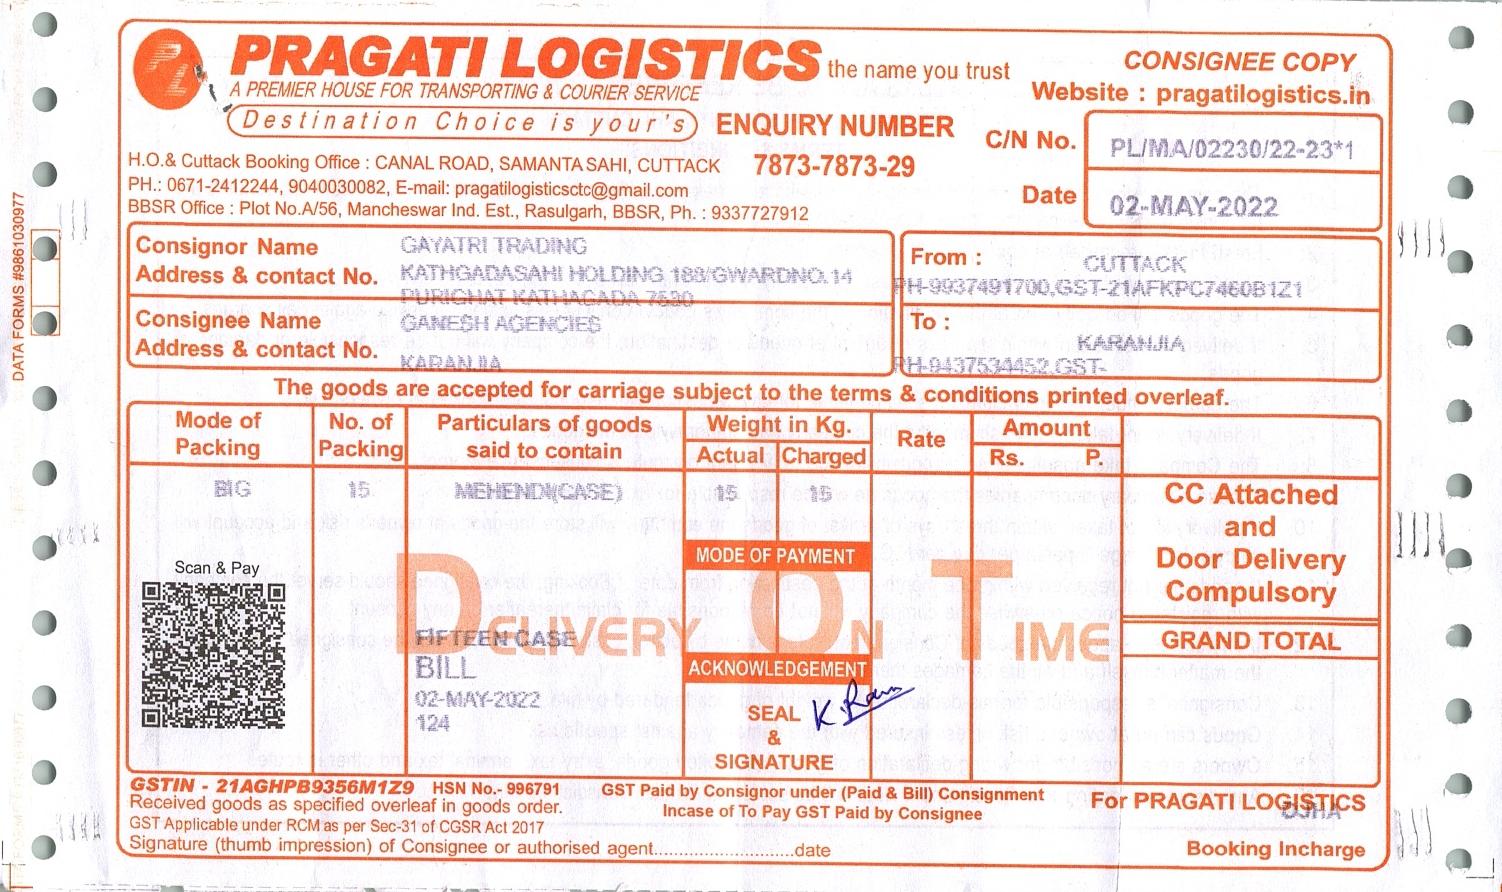 PRAGATI LOGISTICS the name you trust
A PREMIER HOUSE FOR TRANSPORTING & COURIER SERVICE
Destination Choice is your's
ENQUIRY NUMBER
7873-7873-29
CONSIGNEE COPY
Website : pragatilogistics.in
C/N No. PL/MA/02230/22-23*1
Date 02-MAY-2022
H.O.& Cuttack Booking Office : CANAL ROAD, SAMANTA SAHI, CUTTACK
PH.: 0671-2412244, 9040030082, E-mail: pragatilogisticsctc@gmail.com
BBSR Office : Plot No.A/56, Mancheswar Ind. Est., Rasulgarh, BBSR, Ph. : 9337727912
DATA FORMS #9861030977
Consignor Name GAYATRI TRADING
Address & contact No. KATHGADASAHI HOLDING 188/GWARDNO.14
PURIGHAT KATHAGADA 7530
From : CUTTACK
PH-9937491700,GST-21AFKPC7460B1Z1
Consignee Name GANESH AGENCIES
Address & contact No. KARANJIA
To : KARANJIA
PH-9437534452,GST-
The goods are accepted for carriage subject to the terms & conditions printed overleaf.
Mode of Packing
No. of Packing
Particulars of goods said to contain
Weight in Kg.
Actual Charged
Rate
Amount
Rs. P.
BIG 15 MEHENDI(CASE) 15 15
CC Attached
and
Door Delivery
Compulsory
GRAND TOTAL
Scan & Pay
MODE OF PAYMENT
DELIVERY ON TIME
FIFTEEN CASE
BILL
02-MAY-2022
124
ACKNOWLEDGEMENT
K. Ram
SEAL
&
SIGNATURE
GSTIN - 21AGHPB9356M1Z9 HSN No.- 996791
Received goods as specified overleaf in goods order.
GST Applicable under RCM as per Sec-31 of CGSR Act 2017
Signature (thumb impression) of Consignee or authorised agent............................date
GST Paid by Consignor under (Paid & Bill) Consignment
Incase of To Pay GST Paid by Consignee
For PRAGATI LOGISTICS
Booking Incharge